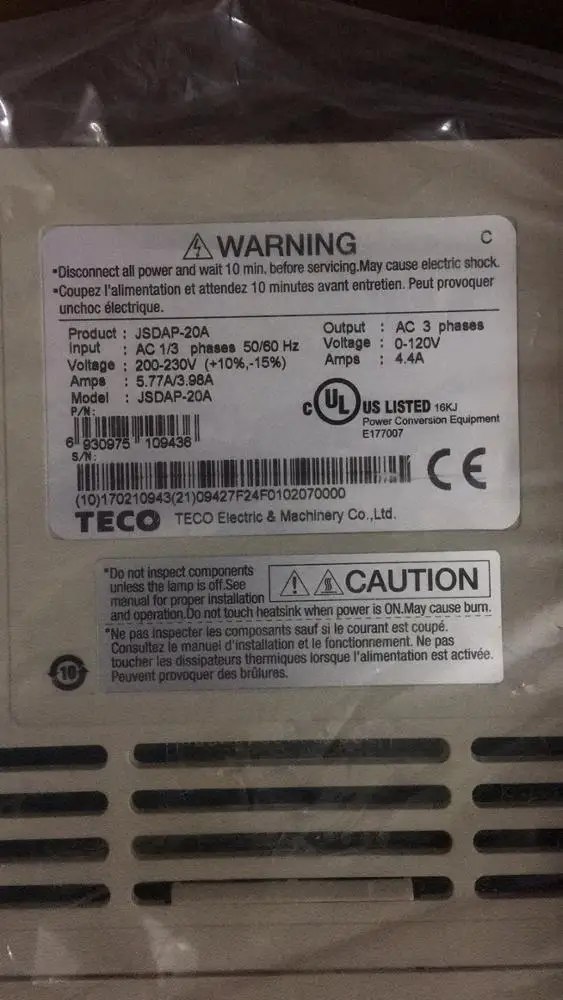 WARNING
C
•Disconnect all power and wait 10 min. before servicing.May cause electric shock.
•Coupez l'alimentation et attendez 10 minutes avant entretien. Peut provoquer
unchoc électrique.
Product : JSDAP-20A
Input : AC 1/3 phases 50/60 Hz
Voltage : 200-230V (+10%,-15%)
Amps : 5.77A/3.98A
Model : JSDAP-20A
Output : AC 3 phases
Voltage : 0-120V
Amps : 4.4A
P/N:
6 930975 109436
S/N:
C UL US LISTED 16KJ
Power Conversion Equipment
E177007
CE
(10)170210943(21)09427F24F0102070000
TECO TECO Electric & Machinery Co.,Ltd.
CAUTION
*Do not inspect components
unless the lamp is off.See
manual for proper installation
and operation.Do not touch heatsink when power is ON.May cause burn.
*Ne pas inspecter les composants sauf si le courant est coupé.
Consultez le manuel d'installation et le fonctionnement. Ne pas
toucher les dissipateurs thermiques lorsque l'alimentation est activée.
Peuvent provoquer des brûlures.
10